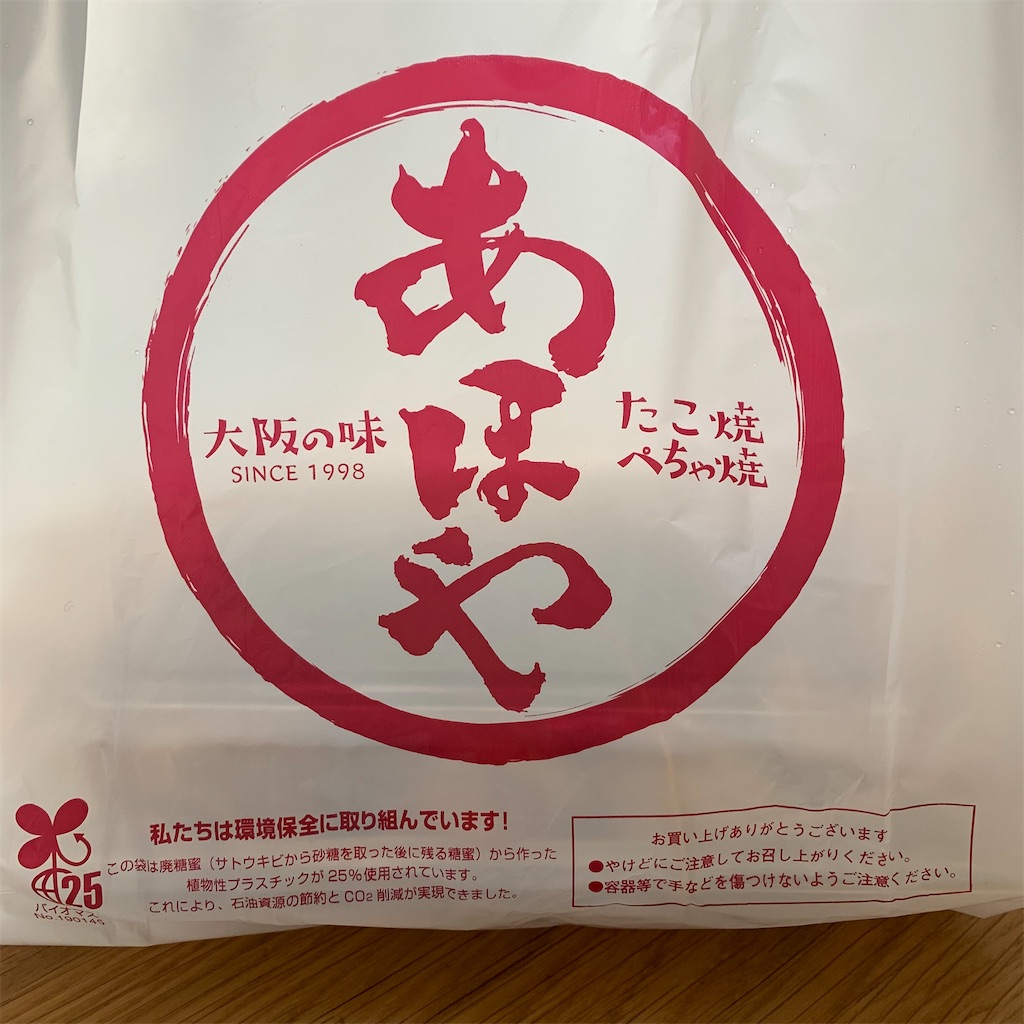 あほや
大阪の味
SINCE 1998
たこ焼
ぺちゃ焼
私たちは環境保全に取り組んでいます!
この袋は廃糖蜜(サトウキビから砂糖を取った後に残る糖蜜)から作った
植物性プラスチックが25%使用されています。
これにより、石油資源の節約とCO2削減が実現できました。
25
バイオマス
No.190145
お買い上げありがとうございます
●やけどにご注意してお召し上がりください。
●容器等で手などを傷つけないようご注意ください。